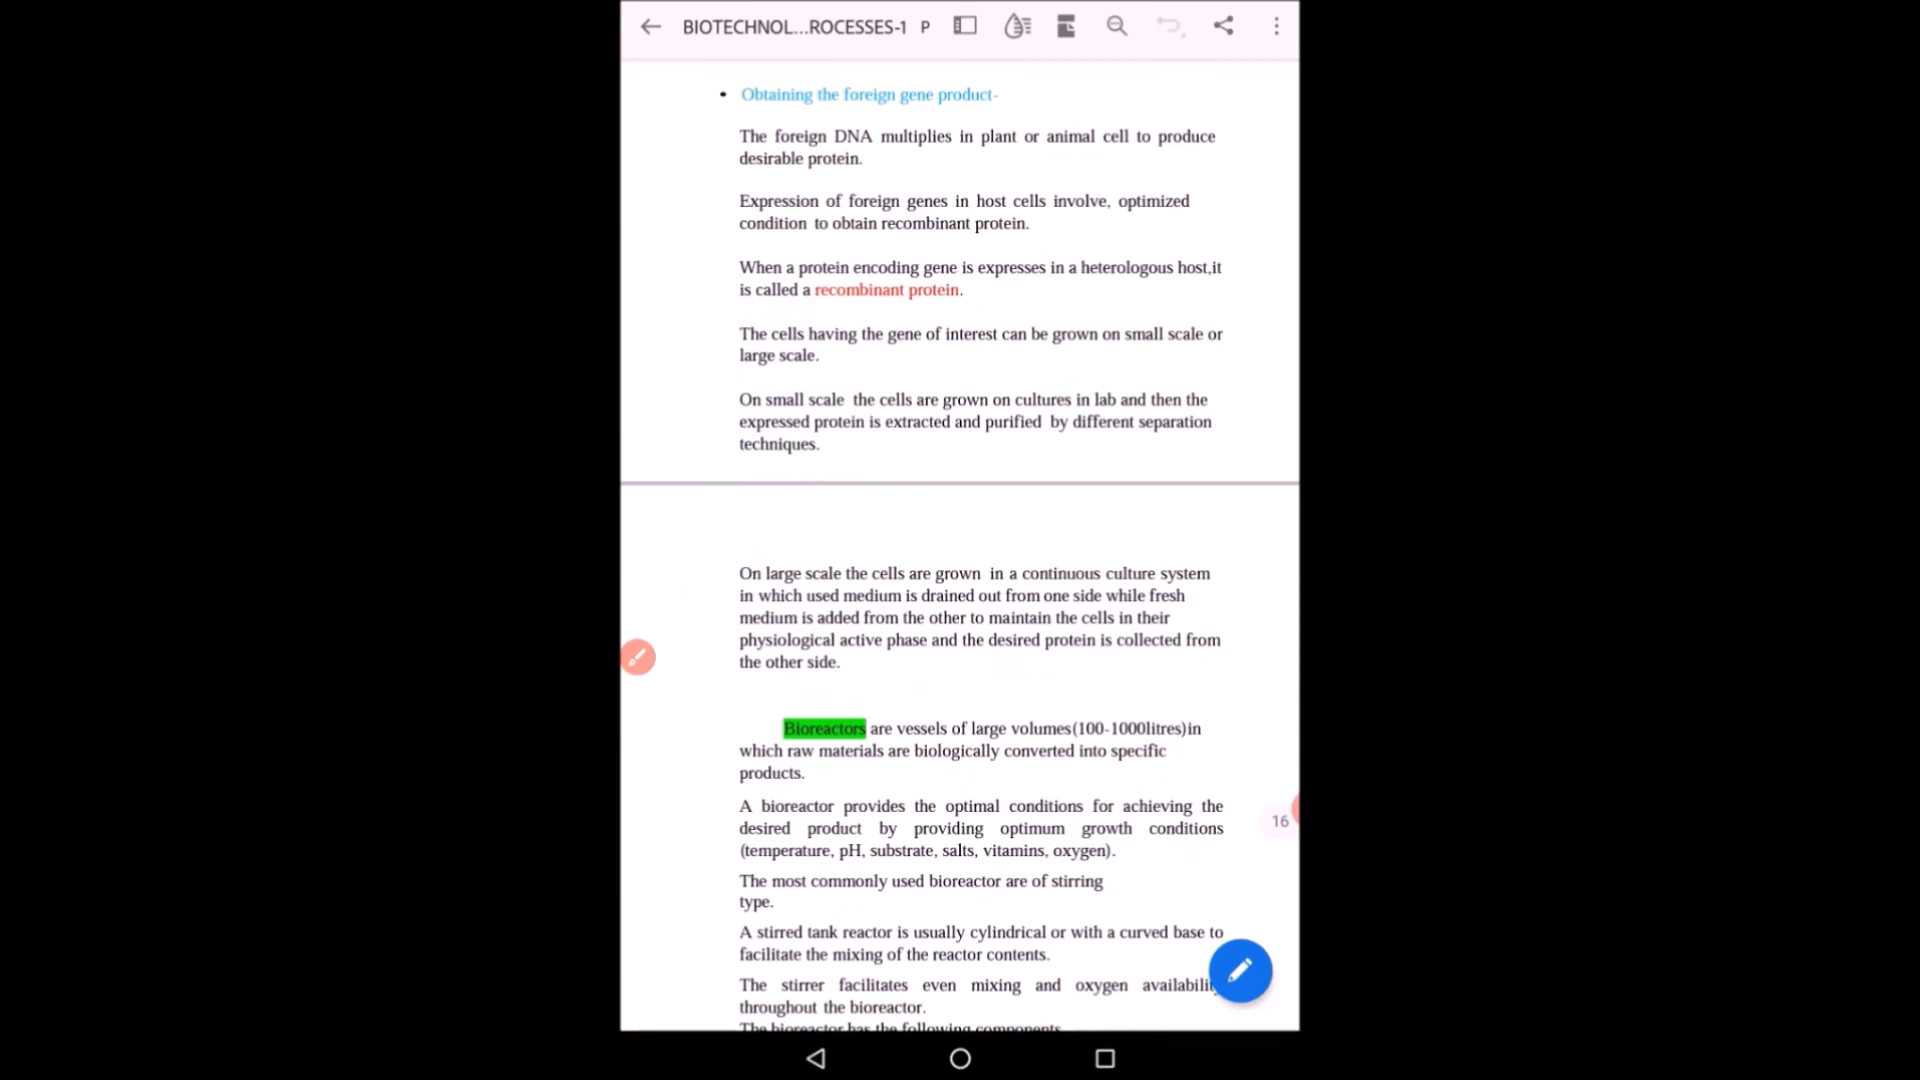 BIOTECHNOL...ROCESSES-1 P
• Obtaining the foreign gene product-
The foreign DNA multiplies in plant or animal cell to produce
desirable protein.
Expression of foreign genes in host cells involve, optimized
condition to obtain recombinant protein.
When a protein encoding gene is expresses in a heterologous host,it
is called a recombinant protein.
The cells having the gene of interest can be grown on small scale or
large scale.
On small scale the cells are grown on cultures in lab and then the
expressed protein is extracted and purified by different separation
techniques.
On large scale the cells are grown in a continuous culture system
in which used medium is drained out from one side while fresh
medium is added from the other to maintain the cells in their
physiological active phase and the desired protein is collected from
the other side.
Bioreactors are vessels of large volumes(100-1000litres)in
which raw materials are biologically converted into specific
products.
A bioreactor provides the optimal conditions for achieving the
desired product by providing optimum growth conditions
(temperature, pH, substrate, salts, vitamins, oxygen).
16
The most commonly used bioreactor are of stirring
type.
A stirred tank reactor is usually cylindrical or with a curved base to
facilitate the mixing of the reactor contents.
The stirrer facilitates even mixing and oxygen
throughout the bioreactor.
The bioreactor has the following components